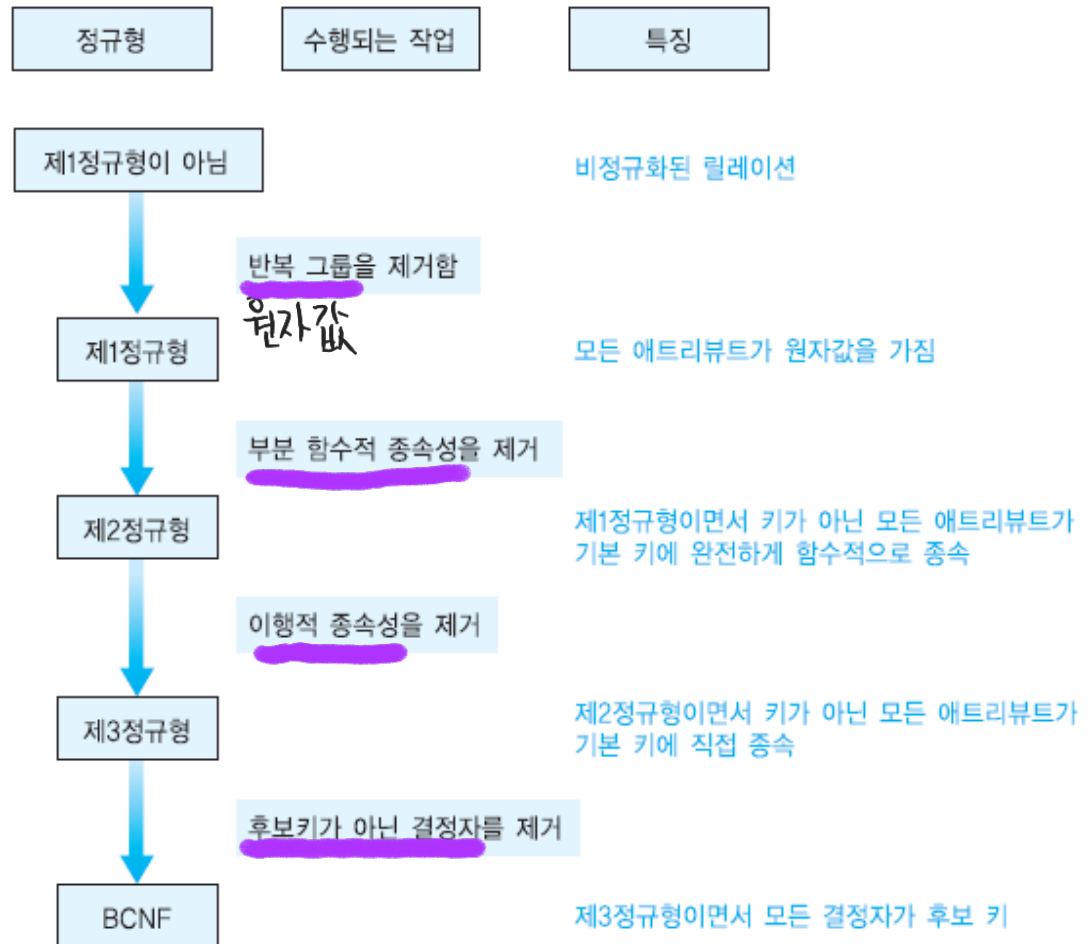 정규형
수행되는 작업
특징
제1정규형이 아님
비정규화된 릴레이션
반복 그룹을 제거함
원자값
제1정규형
모든 애트리뷰트가 원자값을 가짐
부분 함수적 종속성을 제거
제2정규형
제1정규형이면서 키가 아닌 모든 애트리뷰트가
기본 키에 완전하게 함수적으로 종속
이행적 종속성을 제거
제3정규형
제2정규형이면서 키가 아닌 모든 애트리뷰트가
기본 키에 직접 종속
후보키가 아닌 결정자를 제거
BCNF
제3정규형이면서 모든 결정자가 후보 키